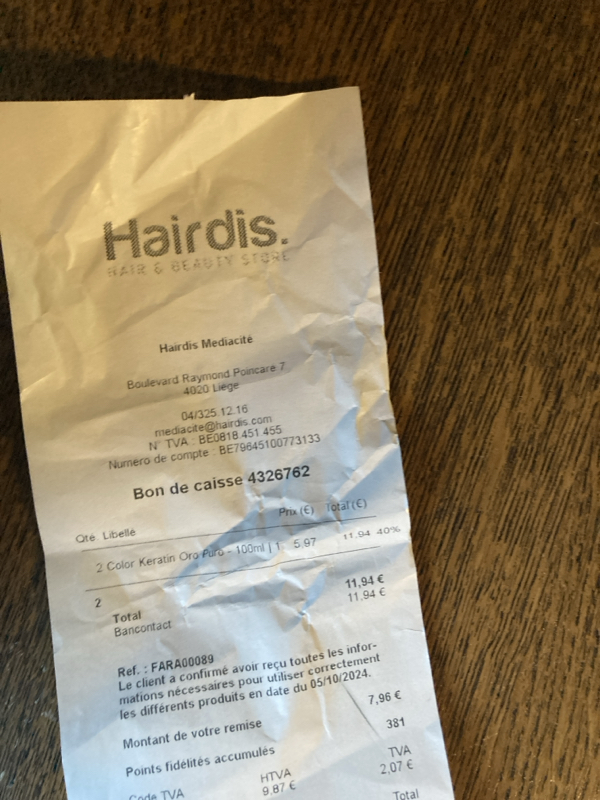 Hairdis.
HAIR & BEAUTY STORE
Hairdis Mediacité
Boulevard Raymond Poincare 7
4020 Liège
04/325.12.16
mediacite@hairdis.com
N° TVA : BE0818.451.455
Numéro de compte : BE79645100773133
Bon de caisse 4326762
Qté Libellé Prix (€) Total (€)
2 Color Keratin Oro Puro - 100ml | 1- 5,97 11,94 40%
2 11,94 €
Total 11,94 €
Bancontact
Ref. : FARA00089
Le client a confirmé avoir reçu toutes les infor-
mations nécessaires pour utiliser correctement
les différents produits en date du 05/10/2024.
Montant de votre remise 7,96 €
Points fidélités accumulés 381
Code TVA HTVA TVA
9,87 € 2,07 €
Total